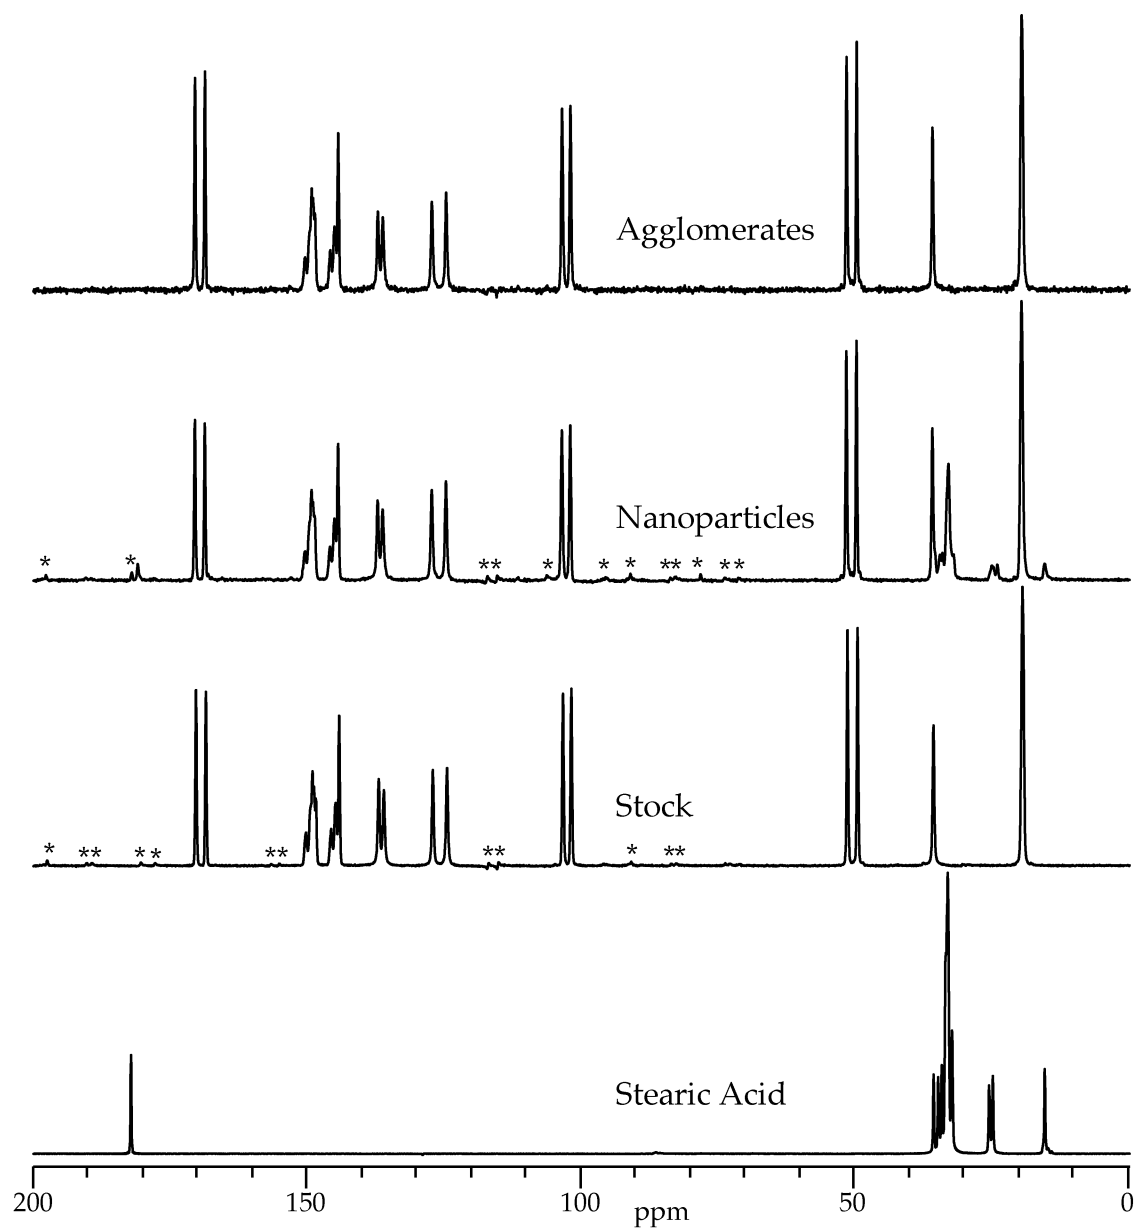 Agglomerates
Nanoparticles
* * ** * * * ** * **
Stock
* ** ** ** ** * **
Stearic Acid
200 150 100 50 0
ppm